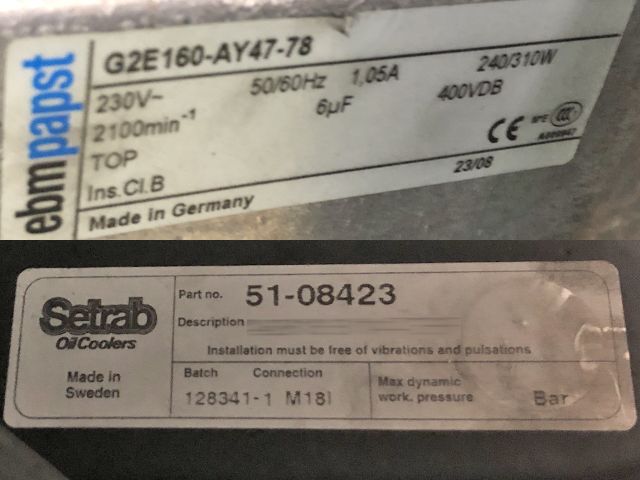 ebmpapst
G2E160-AY47-78
230V~ 50/60Hz 1,05A 240/310W
2100min⁻¹ 6µF 400VDB
TOP
Ins.Cl.B
CE CCC
Made in Germany 23/08
Setrab
Oil Coolers
Made in
Sweden
Part no. 51-08423
Description
Installation must be free of vibrations and pulsations
Batch Connection
128341-1 M18I
Max dynamic
work. pressure Bar